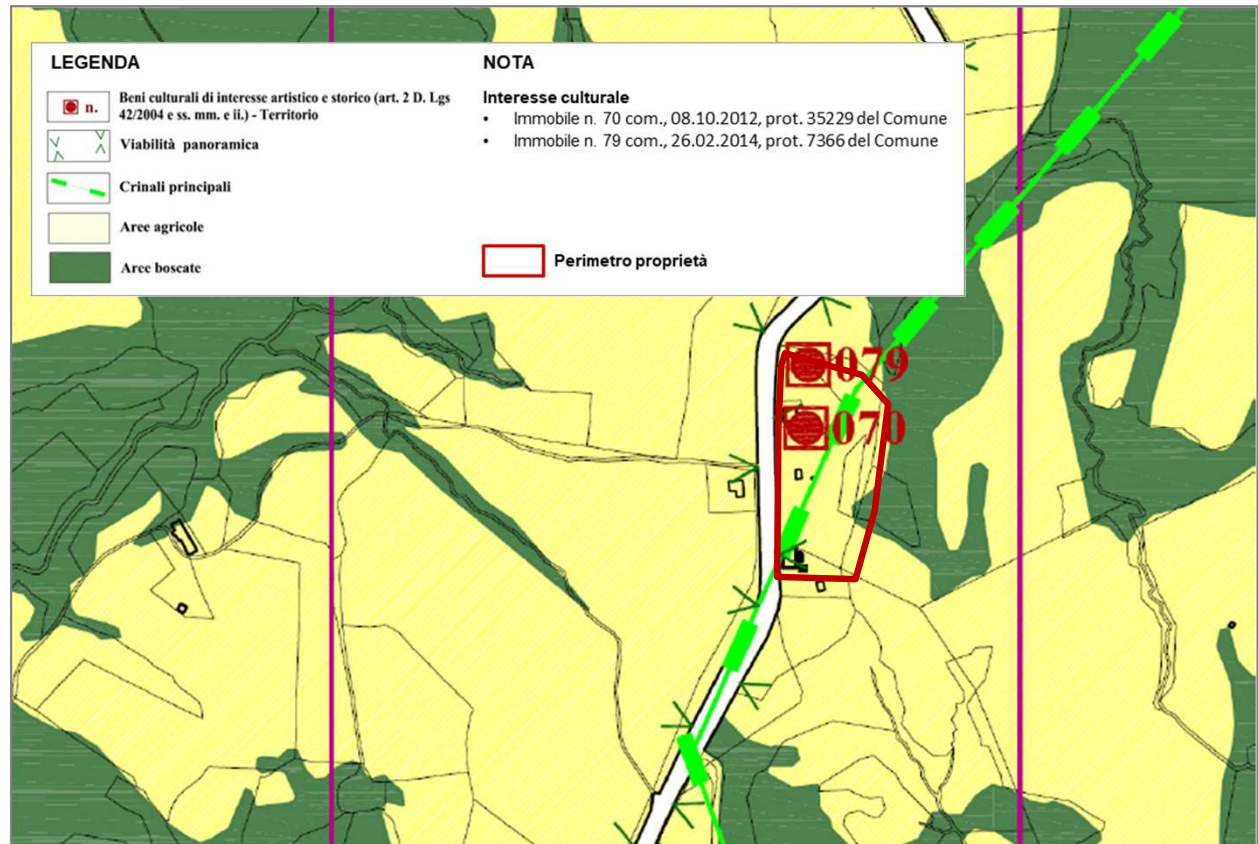 LEGENDA
n.
Beni culturali di interesse artistico e storico (art. 2 D. Lgs
42/2004 e ss. mm. e ii.) - Territorio
Viabilità panoramica
Crinali principali
Aree agricole
Aree boscate
NOTA
Interesse culturale
• Immobile n. 70 com., 08.10.2012, prot. 35229 del Comune
• Immobile n. 79 com., 26.02.2014, prot. 7366 del Comune
Perimetro proprietà
079
070